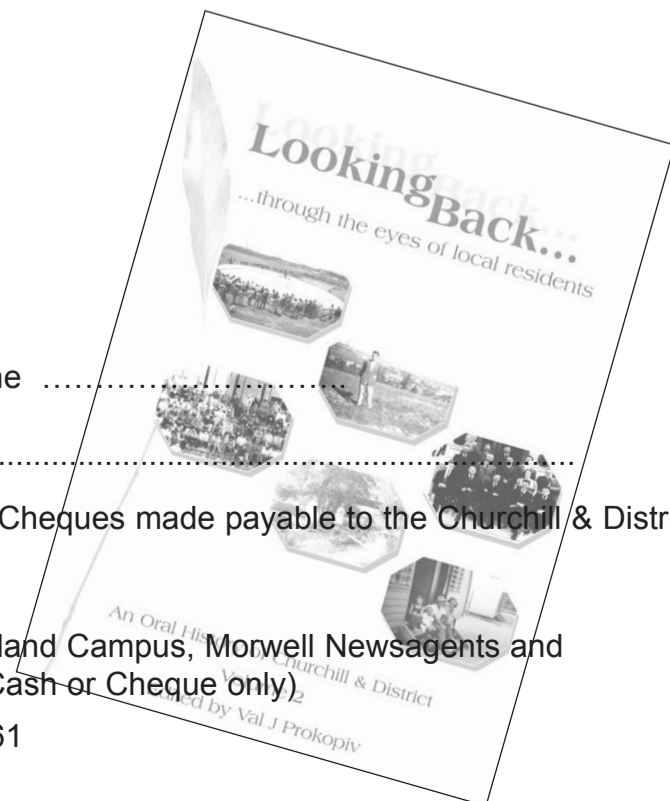 Looking
Back...
...through the eyes of local residents
ne ................................
................................................................
Cheques made payable to the Churchill & Distr
land Campus, Morwell Newsagents and
Cash or Cheque only)
61
An Oral History of Churchill & District
Volume 2
by Val J Prokopiv